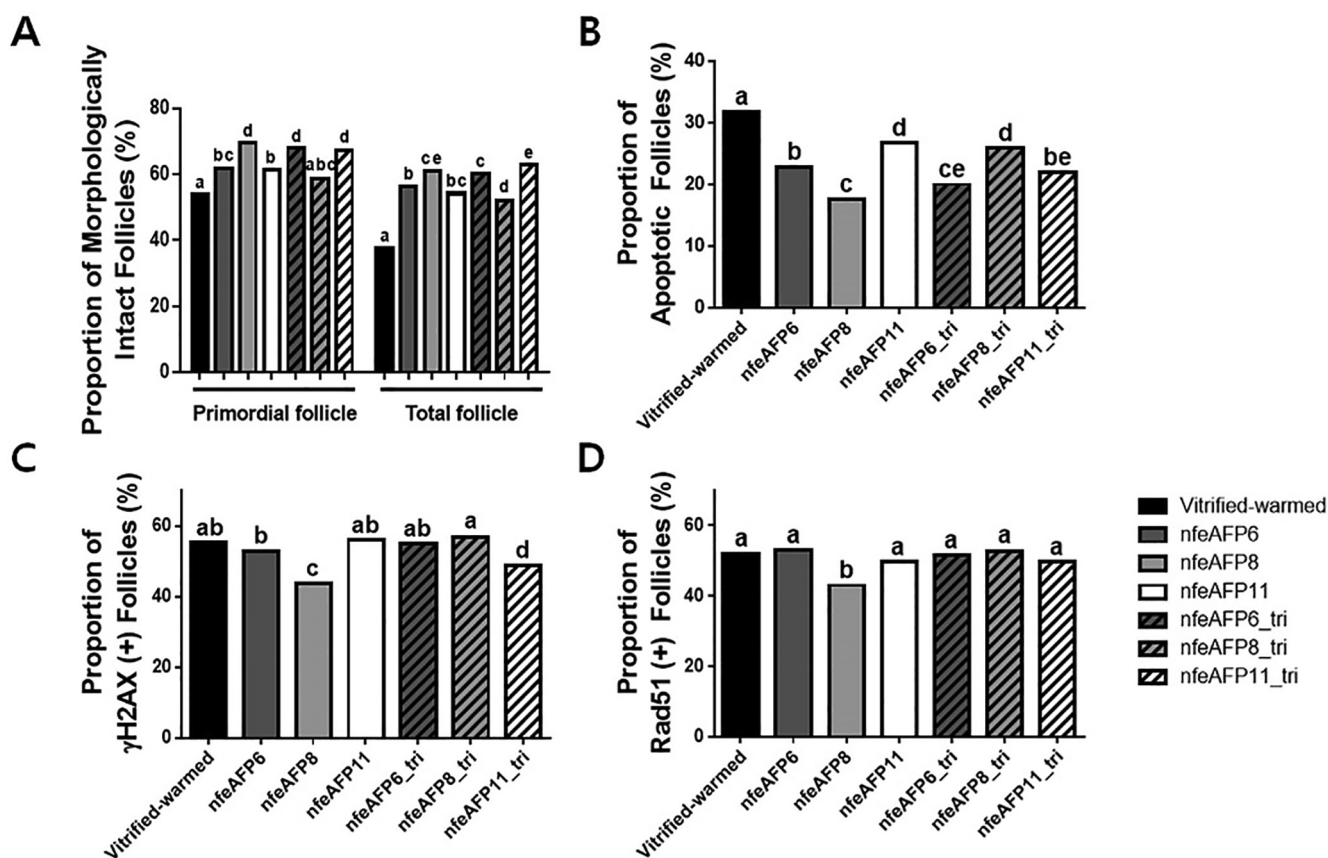 A
Proportion of Morphologically
Intact Follicles (%)
80
60
40
20
0
a
bc
d
b
d
abc
d
a
b
ce
bc
c
d
e
Primordial follicle
Total follicle
B
Proportion of
Apoptotic Follicles (%)
40
30
20
10
0
a
b
c
d
ce
d
be
Vitrified-warmed
nfeAFP6
nfeAFP8
nfeAFP11
nfeAFP6_tri
nfeAFP8_tri
nfeAFP11_tri
C
Proportion of
γH2AX (+) Follicles (%)
60
40
20
0
ab
b
c
ab
ab
a
d
Vitrified-warmed
nfeAFP6
nfeAFP8
nfeAFP11
nfeAFP6_tri
nfeAFP8_tri
nfeAFP11_tri
D
Proportion of
Rad51 (+) Follicles (%)
60
40
20
0
a
a
b
a
a
a
a
Vitrified-warmed
nfeAFP6
nfeAFP8
nfeAFP11
nfeAFP6_tri
nfeAFP8_tri
nfeAFP11_tri
Vitrified-warmed
nfeAFP6
nfeAFP8
nfeAFP11
nfeAFP6_tri
nfeAFP8_tri
nfeAFP11_tri